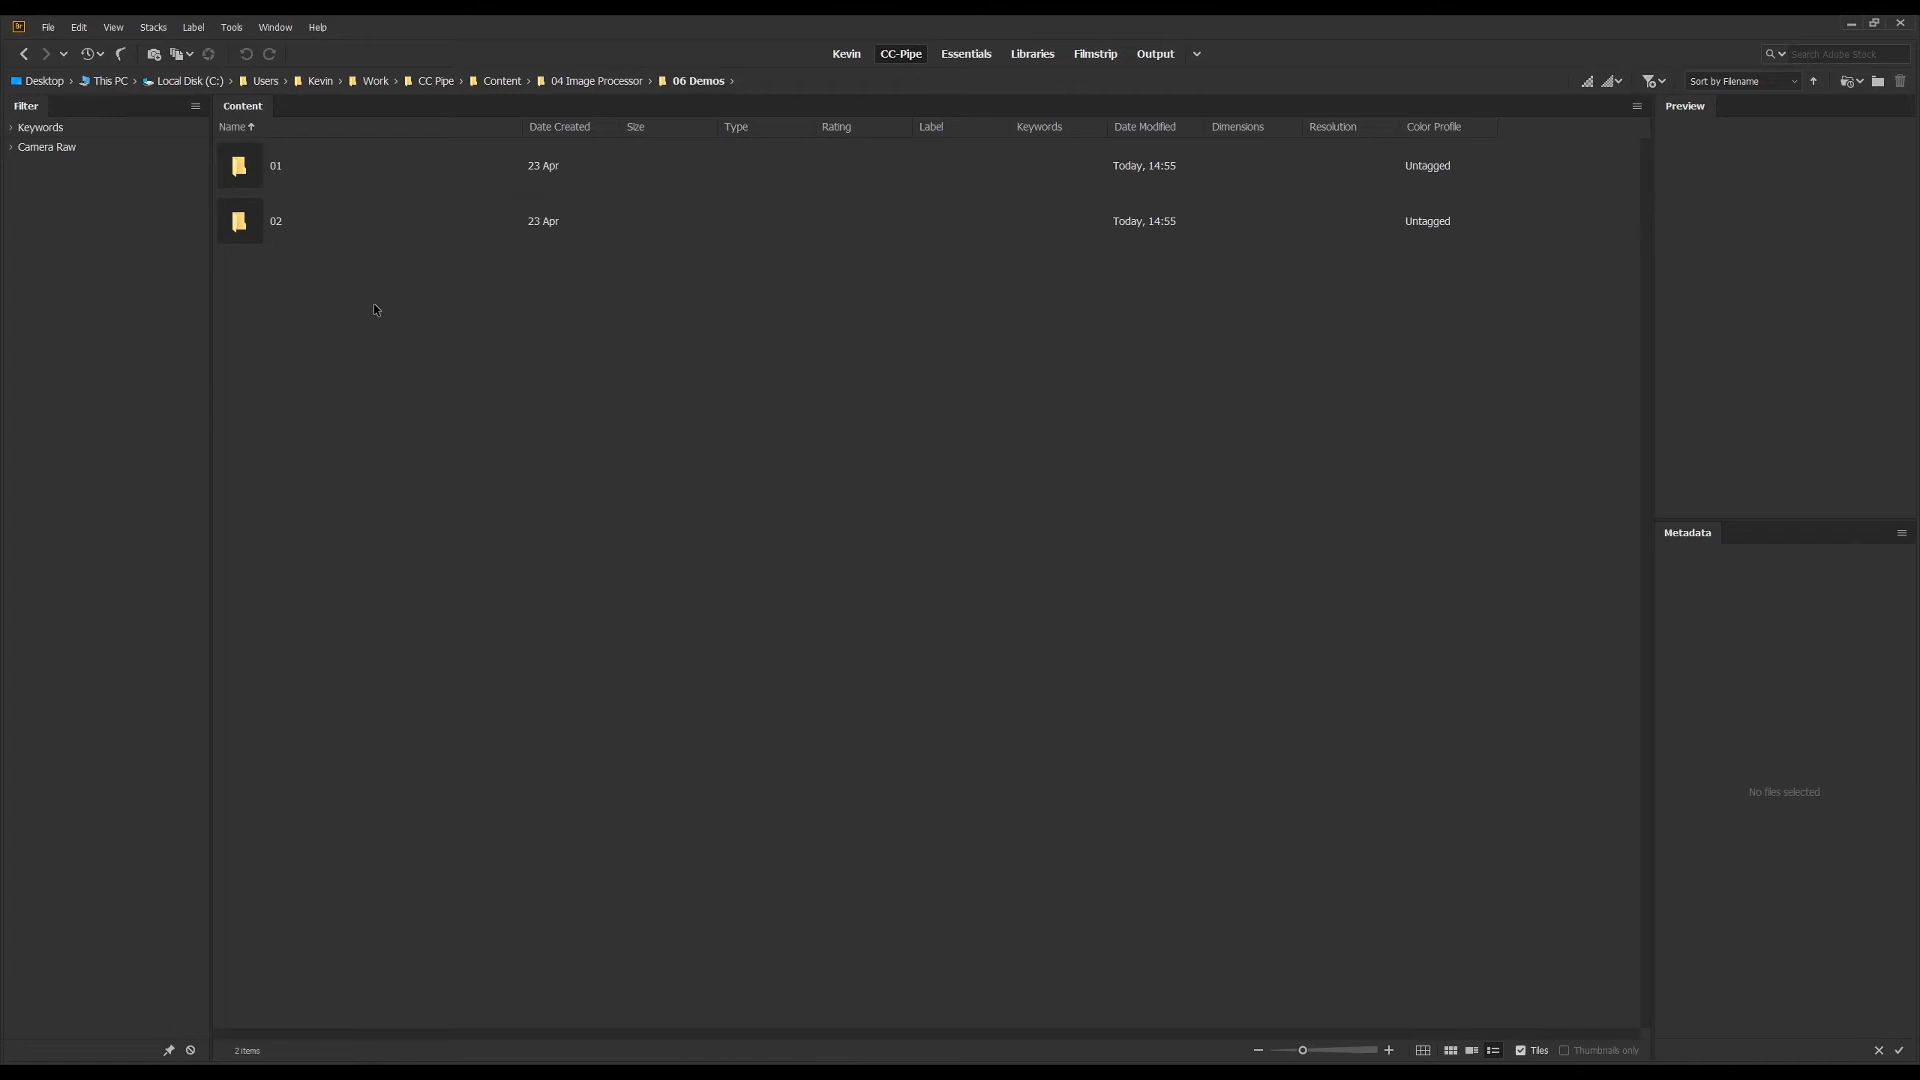 Br File Edit View Stacks Label Tools Window Help
Kevin CC-Pipe Essentials Libraries Filmstrip Output Search Adobe Stock
Desktop › This PC › Local Disk (C:) › Users › Kevin › Work › CC Pipe › Content › 04 Image Processor › 06 Demos › Sort by Filename
Filter Content Preview
Keywords
Camera Raw
Name Date Created Size Type Rating Label Keywords Date Modified Dimensions Resolution Color Profile
01 23 Apr Today, 14:55 Untagged
02 23 Apr Today, 14:55 Untagged
Metadata
No files selected
2 items Tiles Thumbnails only